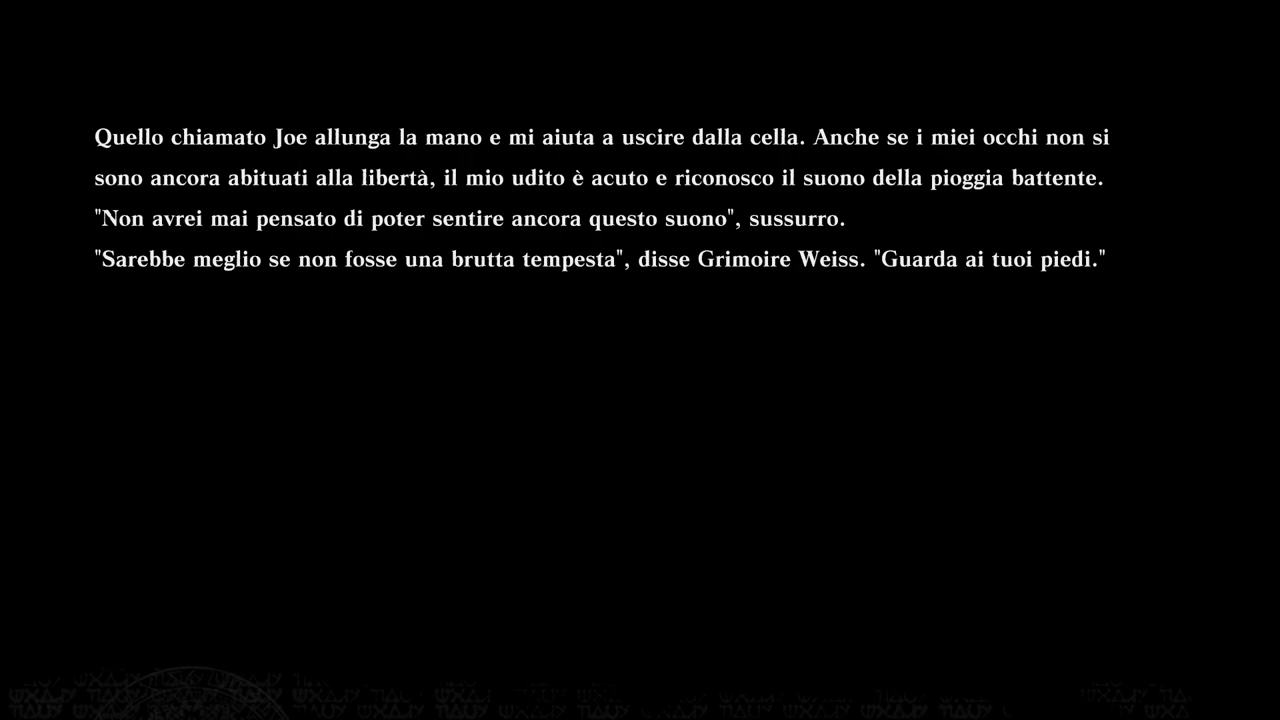 Quello chiamato Joe allunga la mano e mi aiuta a uscire dalla cella. Anche se i miei occhi non si
sono ancora abituati alla libertà, il mio udito è acuto e riconosco il suono della pioggia battente.
"Non avrei mai pensato di poter sentire ancora questo suono", sussurro.
"Sarebbe meglio se non fosse una brutta tempesta", disse Grimoire Weiss. "Guarda ai tuoi piedi."